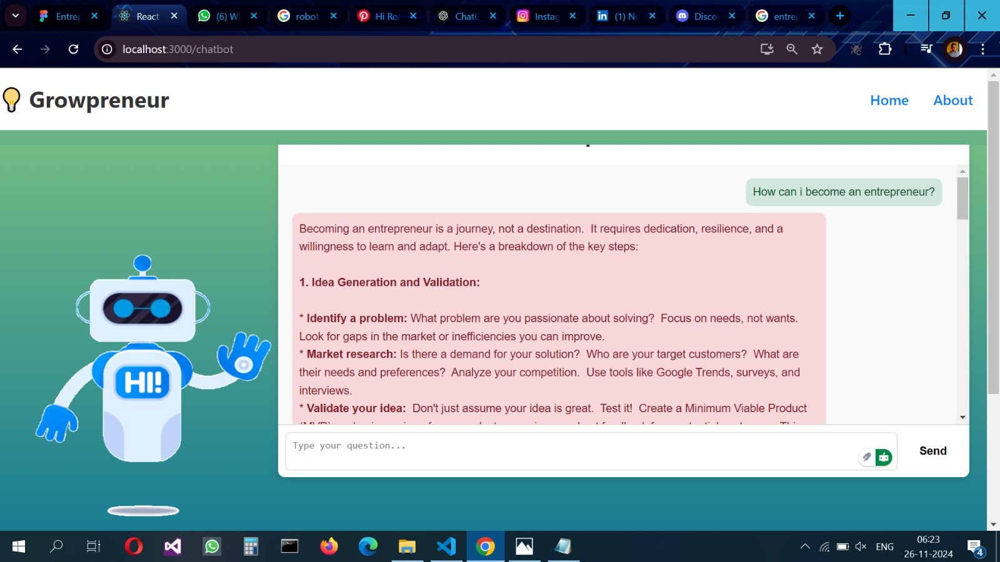 Entrep
React
(6) Wh
robot
Hi Rol
ChatG
Instag
(1) No
Disco
entrep
localhost:3000/chatbot
Growpreneur
Home
About
How can i become an entrepreneur?
Becoming an entrepreneur is a journey, not a destination.  It requires dedication, resilience, and a
willingness to learn and adapt. Here's a breakdown of the key steps:
1. Idea Generation and Validation:
* Identify a problem: What problem are you passionate about solving?  Focus on needs, not wants.
Look for gaps in the market or inefficiencies you can improve.
* Market research: Is there a demand for your solution?  Who are your target customers?  What are
their needs and preferences?  Analyze your competition.  Use tools like Google Trends, surveys, and
interviews.
* Validate your idea:  Don't just assume your idea is great.  Test it!  Create a Minimum Viable Product
HI!
Type your question...
Send
ENG
06:23
26-11-2024
4